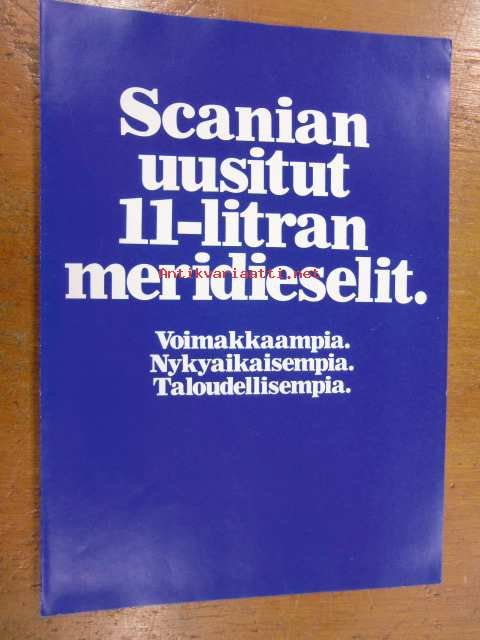 Scanian
uusitut
11-litran
meridieselit.
Antikvariaatti.net
Voimakkaampia.
Nykyaikaisempia.
Taloudellisempia.